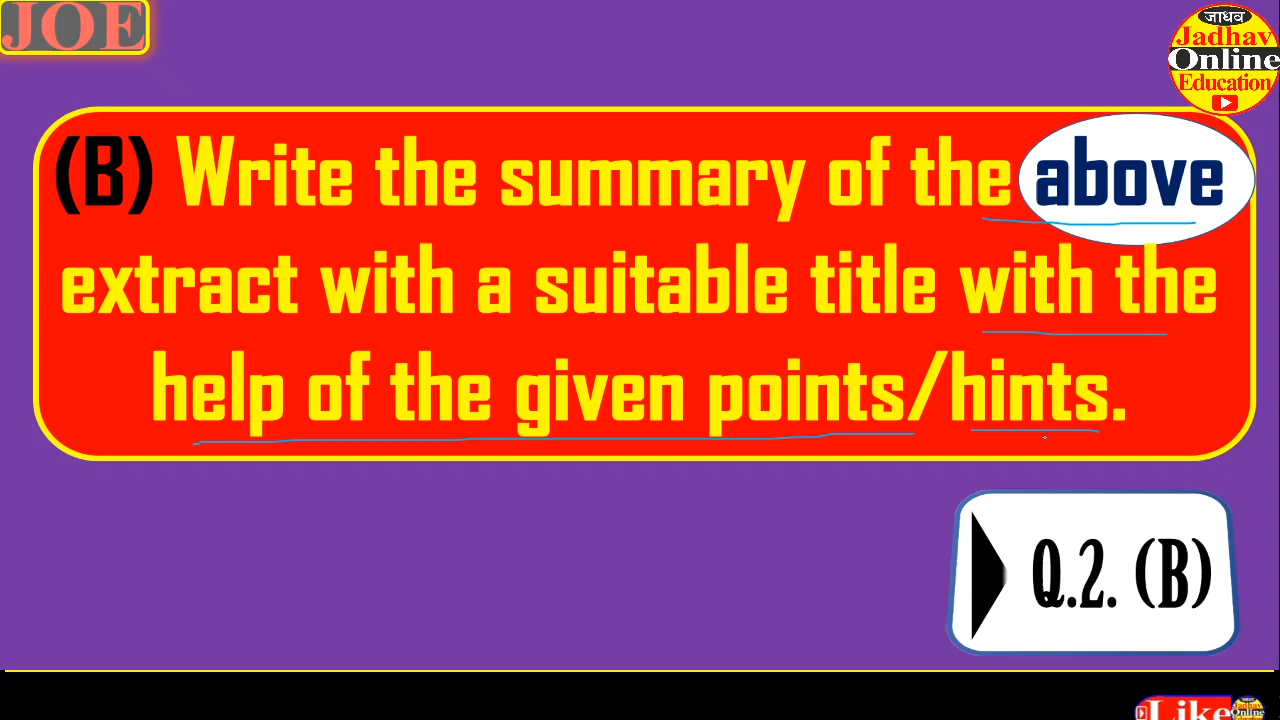 JOE
जाधव
Jadhav
Online
Education
(B) Write the summary of the above
extract with a suitable title with the
help of the given points/hints.
Q.2. (B)
Like
Online